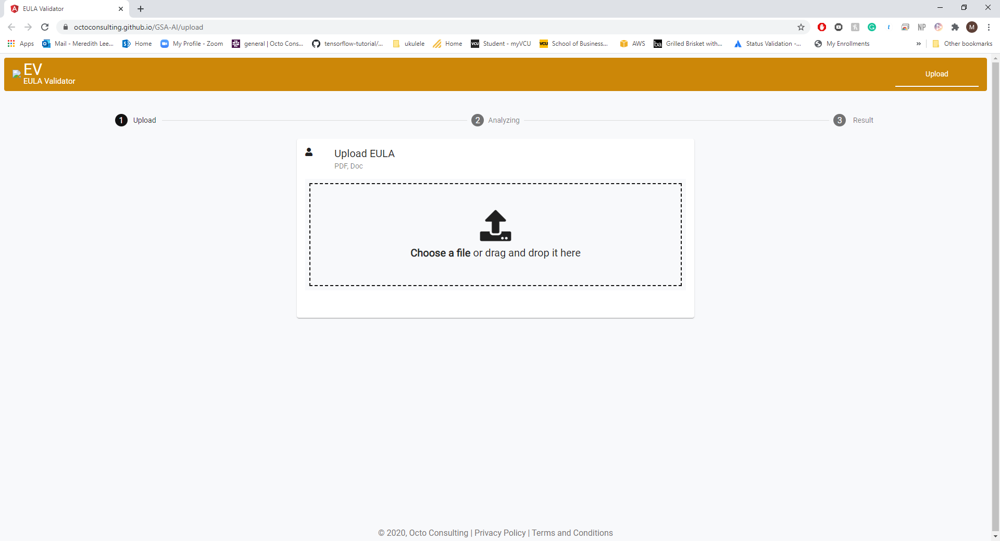 EULA Validator
octoconsulting.github.io/GSA-AI/upload
NP
M
Apps
Mail - Meredith Lee...
Home
My Profile - Zoom
general | Octo Cons...
tensorflow-tutorial/...
ukulele
Home
VCU Student - myVCU
VCU School of Business...
AWS
ba Grilled Brisket with...
Status Validation -...
My Enrollments
»
Other bookmarks
EV
EULA Validator
Upload
1 Upload
2 Analyzing
3 Result
Upload EULA
PDF, Doc
Choose a file or drag and drop it here
© 2020, Octo Consulting | Privacy Policy | Terms and Conditions